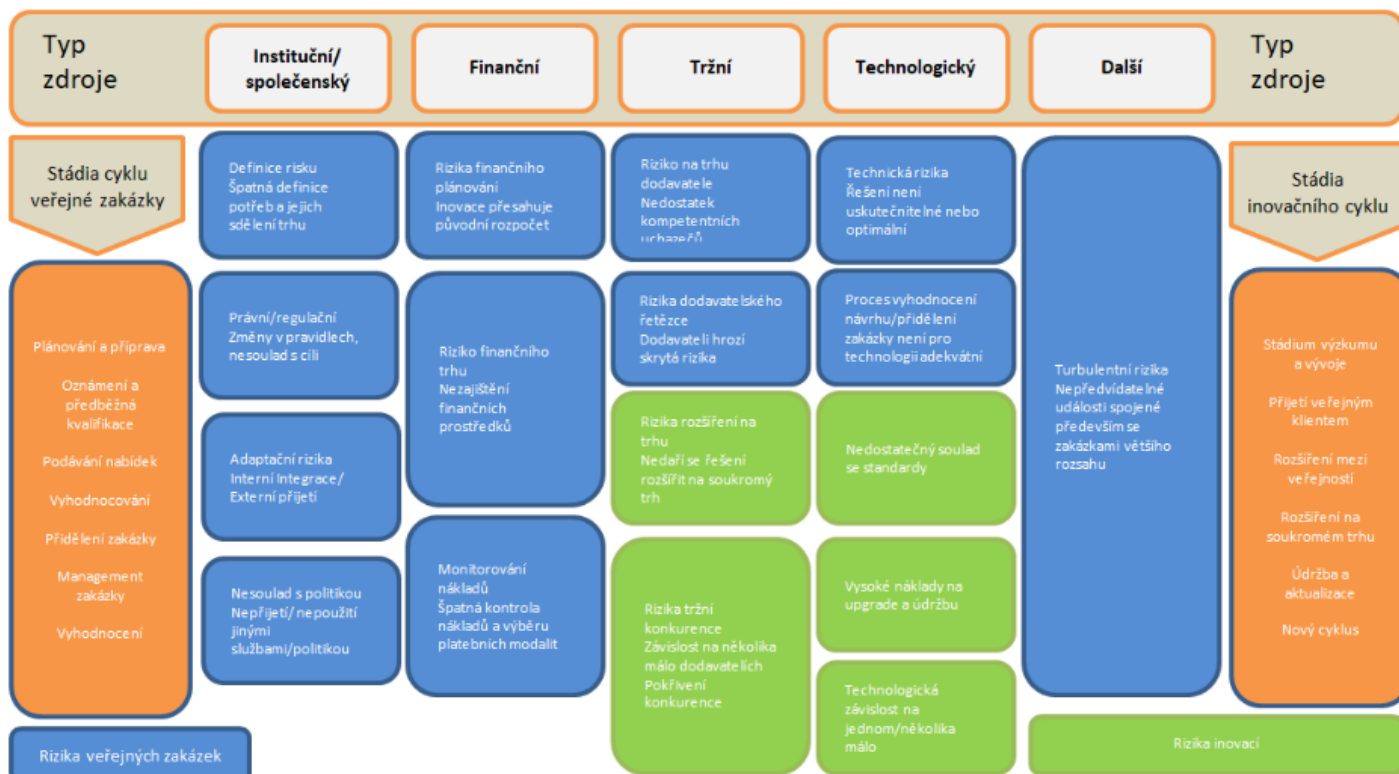 Typ
zdroje
Instituční/
společenský
Finanční
Tržní
Technologický
Další
Typ
zdroje
Stádia cyklu
veřejné zakázky
Plánování a příprava
Oznámení a
předběžná
kvalifikace
Podávání nabídek
Vyhodnocování
Přidělení zakázky
Management
zakázky
Vyhodnocení
Rizika veřejných zakázek
Definice risku
Špatná definice
potřeb a jejich
sdělení trhu
Právní/regulační
Změny v pravidlech,
nesoulad s cíli
Adaptační rizika
Interní Integrace/
Externí přijetí
Nesoulad s politikou
Nepřijetí/ nepoužití
jinými
službami/politikou
Rizika finančního
plánování
Inovace přesahuje
původní rozpočet
Riziko finančního
trhu
Nezajištění
finančních
prostředků
Monitorování
nákladů
Špatná kontrola
nákladů a výběru
platebních modalit
Riziko na trhu
dodavatele
Nedostatek
kompetentních
uchazečů
Rizika dodavatelského
řetězce
Dodavateli hrozí
skrytá rizika
Rizika rozšíření na
trhu
Nedaří se řešení
rozšířit na soukromý
trh
Rizika tržní
konkurence
Závislost na několika
málo dodavatelích
Pokřivení
konkurence
Technická rizika
Řešení není
uskutečnitelné nebo
optimální
Proces vyhodnocení
návrhu/přidělení
zakázky není pro
technologii adekvátní
Nedostatečný soulad
se standardy
Vysoké náklady na
upgrade a údržbu
Technologická
závislost na
jednom/několika
málo
Turbulentní rizika
Nepředvídatelné
události spojené
především se
zakázkami většího
rozsahu
Stádia
inovačního cyklu
Stádium výzkumu
a vývoje
Přijetí veřejným
klientem
Rozšíření mezi
veřejností
Rozšíření na
soukromém trhu
Údržba a
aktualizace
Nový cyklus
Rizika inovací